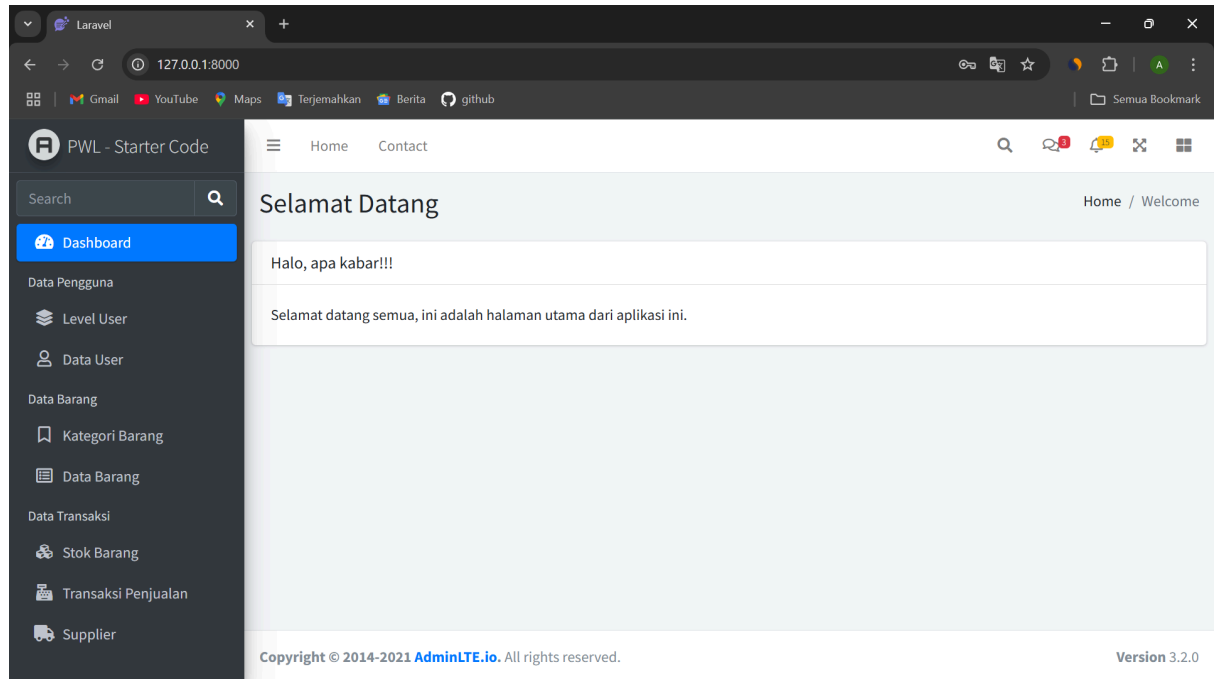 Laravel
127.0.0.1:8000
Gmail YouTube Maps Terjemahkan Berita github Semua Bookmark
A
PWL - Starter Code
Home Contact
3 15
Search
Selamat Datang
Home / Welcome
Dashboard
Halo, apa kabar!!!
Data Pengguna
Level User
Selamat datang semua, ini adalah halaman utama dari aplikasi ini.
Data User
Data Barang
Kategori Barang
Data Barang
Data Transaksi
Stok Barang
Transaksi Penjualan
Supplier
Copyright © 2014-2021 AdminLTE.io. All rights reserved.
Version 3.2.0